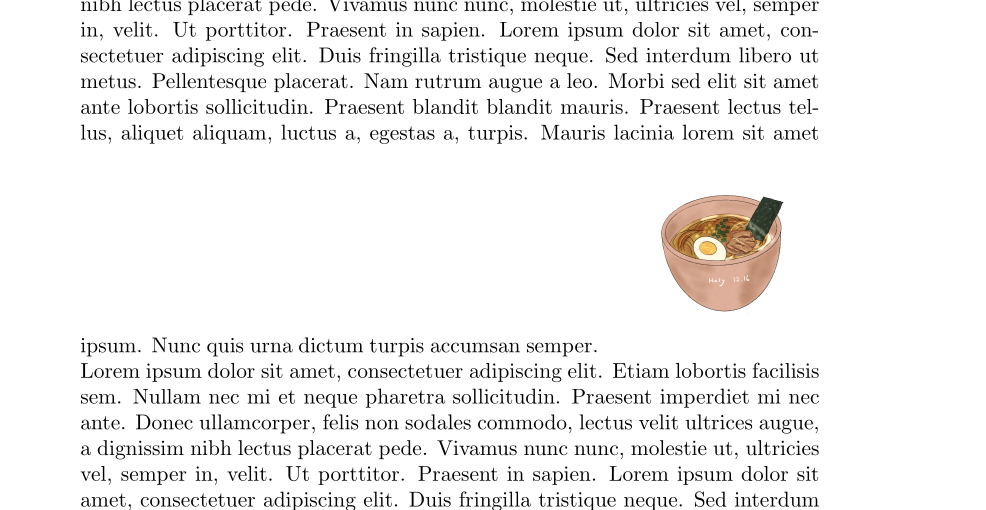 nibh lectus placerat pede. Vivamus nunc nunc, molestie ut, ultricies vel, semper
in, velit. Ut porttitor. Praesent in sapien. Lorem ipsum dolor sit amet, con-
sectetuer adipiscing elit. Duis fringilla tristique neque. Sed interdum libero ut
metus. Pellentesque placerat. Nam rutrum augue a leo. Morbi sed elit sit amet
ante lobortis sollicitudin. Praesent blandit blandit mauris. Praesent lectus tel-
lus, aliquet aliquam, luctus a, egestas a, turpis. Mauris lacinia lorem sit amet
12.16
ipsum. Nunc quis urna dictum turpis accumsan semper.
Lorem ipsum dolor sit amet, consectetuer adipiscing elit. Etiam lobortis facilisis
sem. Nullam nec mi et neque pharetra sollicitudin. Praesent imperdiet mi nec
ante. Donec ullamcorper, felis non sodales commodo, lectus velit ultrices augue,
a dignissim nibh lectus placerat pede. Vivamus nunc nunc, molestie ut, ultricies
vel, semper in, velit. Ut porttitor. Praesent in sapien. Lorem ipsum dolor sit
amet, consectetuer adipiscing elit. Duis fringilla tristique neque. Sed interdum